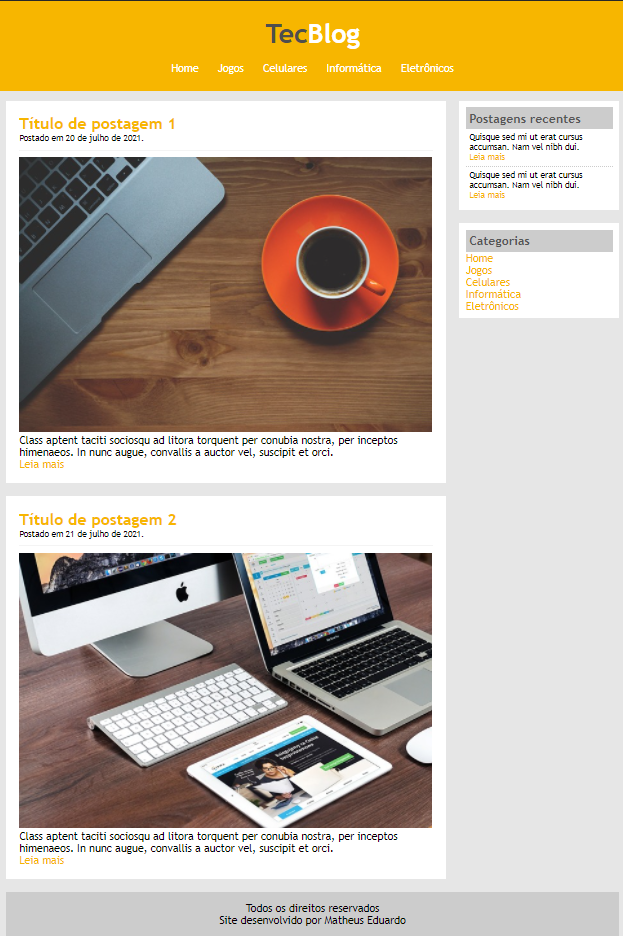 TecBlog
Home Jogos Celulares Informática Eletrônicos
Título de postagem 1
Postado em 20 de julho de 2021.
Class aptent taciti sociosqu ad litora torquent per conubia nostra, per inceptos
himenaeos. In nunc augue, convallis a auctor vel, suscipit et orci.
Leia mais
Título de postagem 2
Postado em 21 de julho de 2021.
Class aptent taciti sociosqu ad litora torquent per conubia nostra, per inceptos
himenaeos. In nunc augue, convallis a auctor vel, suscipit et orci.
Leia mais
Postagens recentes
Quisque sed mi ut erat cursus
accumsan. Nam vel nibh dui.
Leia mais
Quisque sed mi ut erat cursus
accumsan. Nam vel nibh dui.
Leia mais
Categorias
Home
Jogos
Celulares
Informática
Eletrônicos
Todos os direitos reservados
Site desenvolvido por Matheus Eduardo